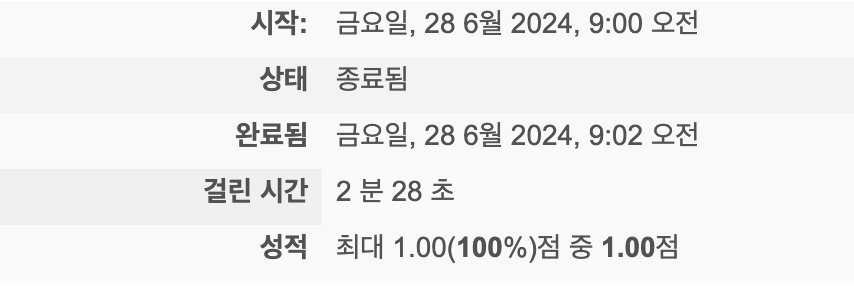 시작: 금요일, 28 6월 2024, 9:00 오전
상태 종료됨
완료됨 금요일, 28 6월 2024, 9:02 오전
걸린 시간 2 분 28 초
성적 최대 1.00(100%)점 중 1.00점